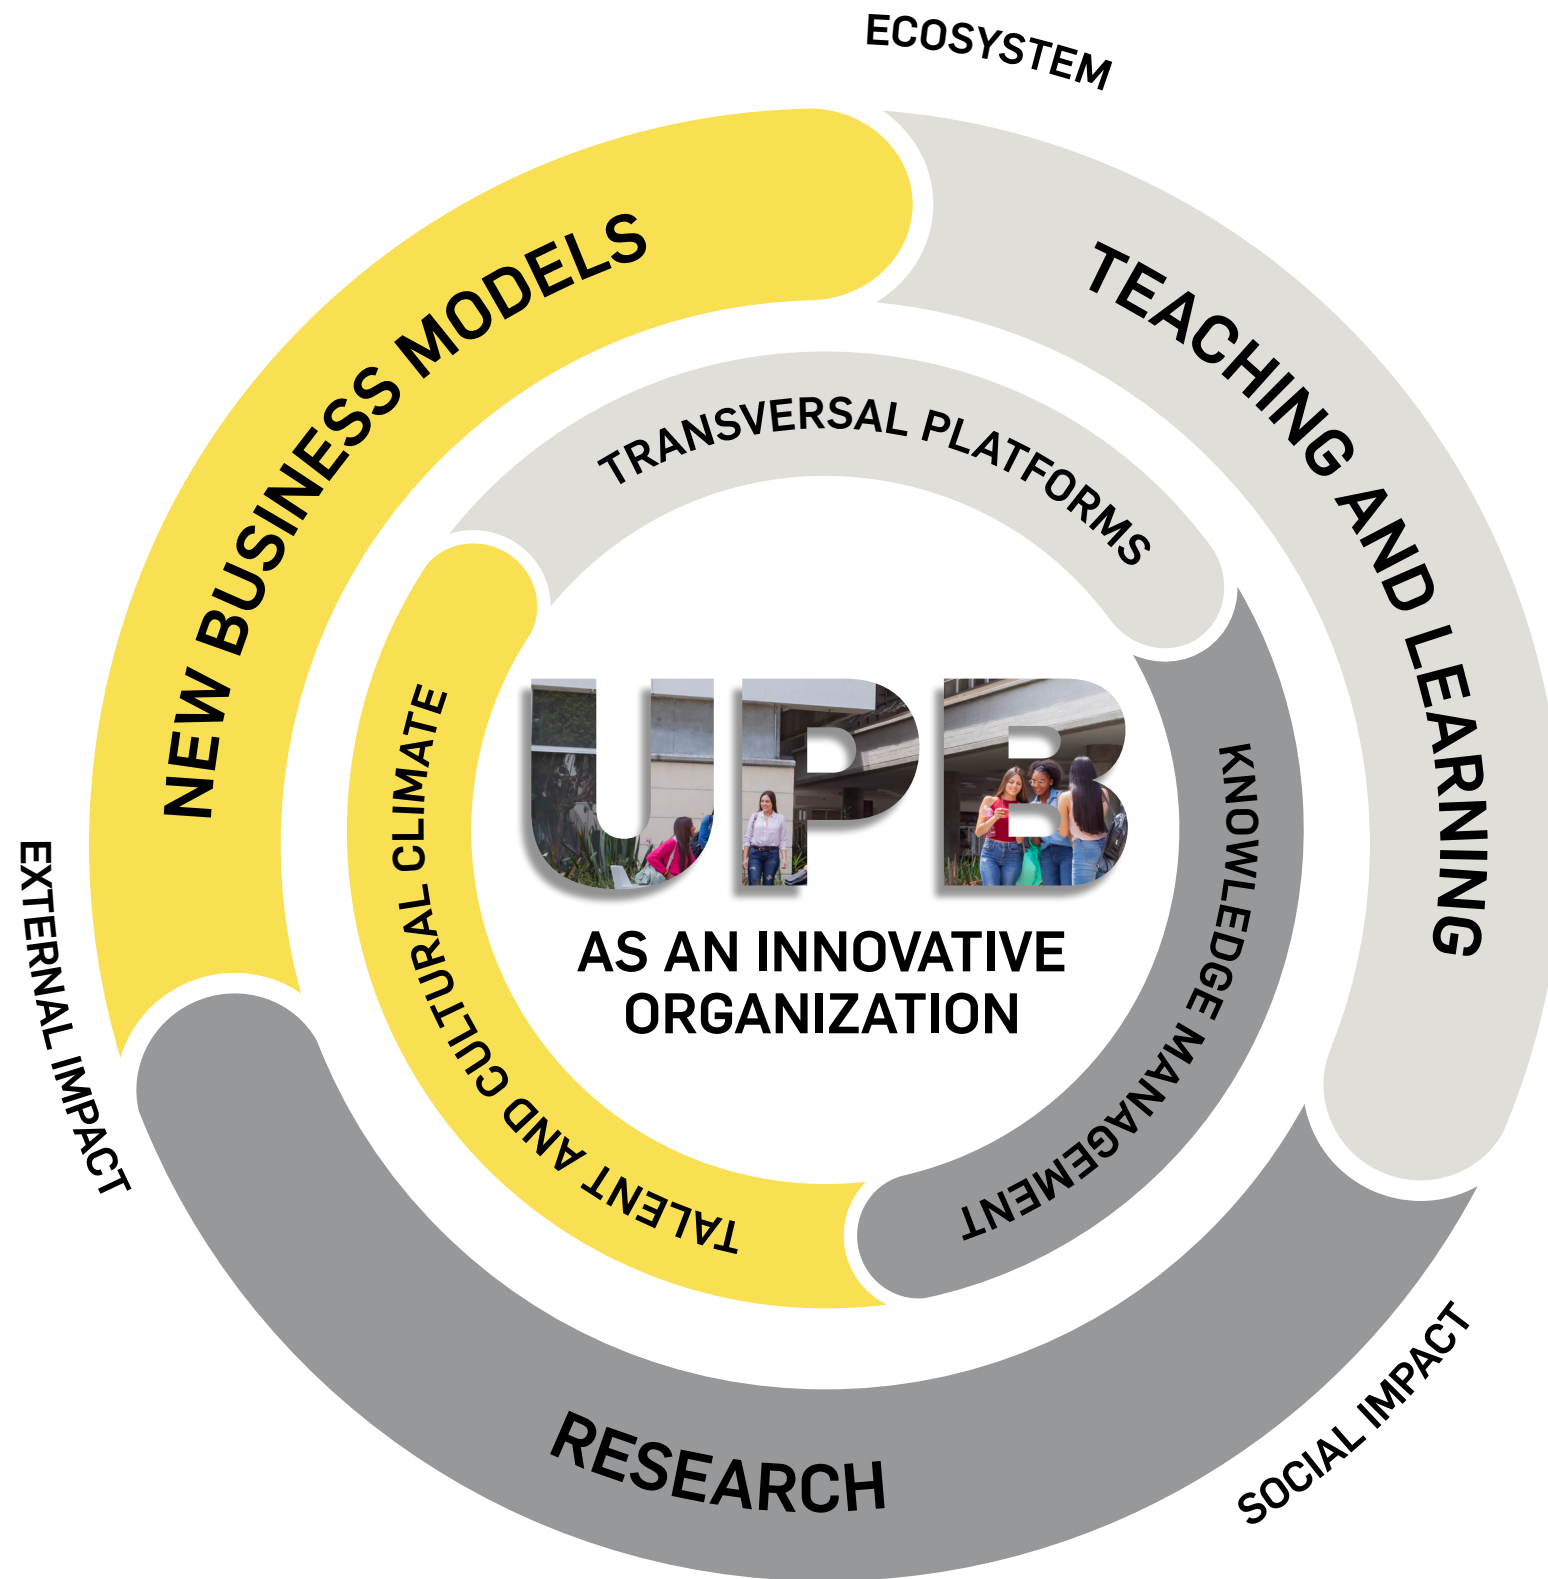 ECOSYSTEM
NEW BUSINESS MODELS
TEACHING AND LEARNING
TRANSVERSAL PLATFORMS
TALENT AND CULTURAL CLIMATE
KNOWLEDGE MANAGEMENT
UPB
AS AN INNOVATIVE
ORGANIZATION
EXTERNAL IMPACT
RESEARCH
SOCIAL IMPACT